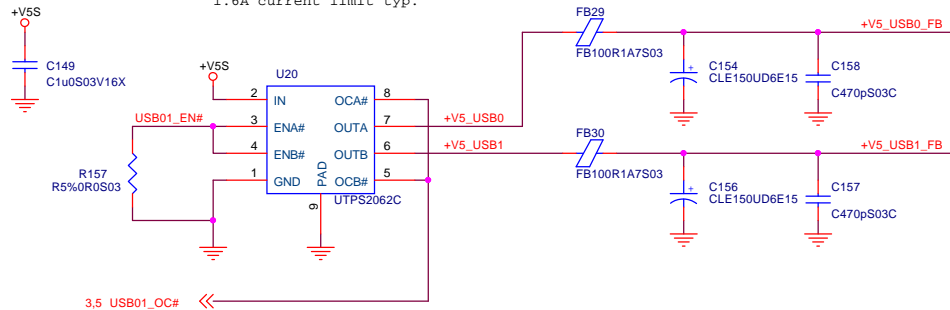 1.6A current limit typ.
+V5S
C149
C1u0S03V16X
+V5S
U20
2 IN OCA# 8
3 ENA# OUTA 7
4 ENB# OUTB 6
1 GND OCB# 5
PAD
9
UTPS2062C
USB01_EN#
R157
R5%0R0S03
3,5 USB01_OC#
+V5_USB0
+V5_USB1
FB29
FB100R1A7S03
+V5_USB0_FB
+
C154
CLE150UD6E15
C158
C470pS03C
FB30
FB100R1A7S03
+V5_USB1_FB
+
C156
CLE150UD6E15
C157
C470pS03C